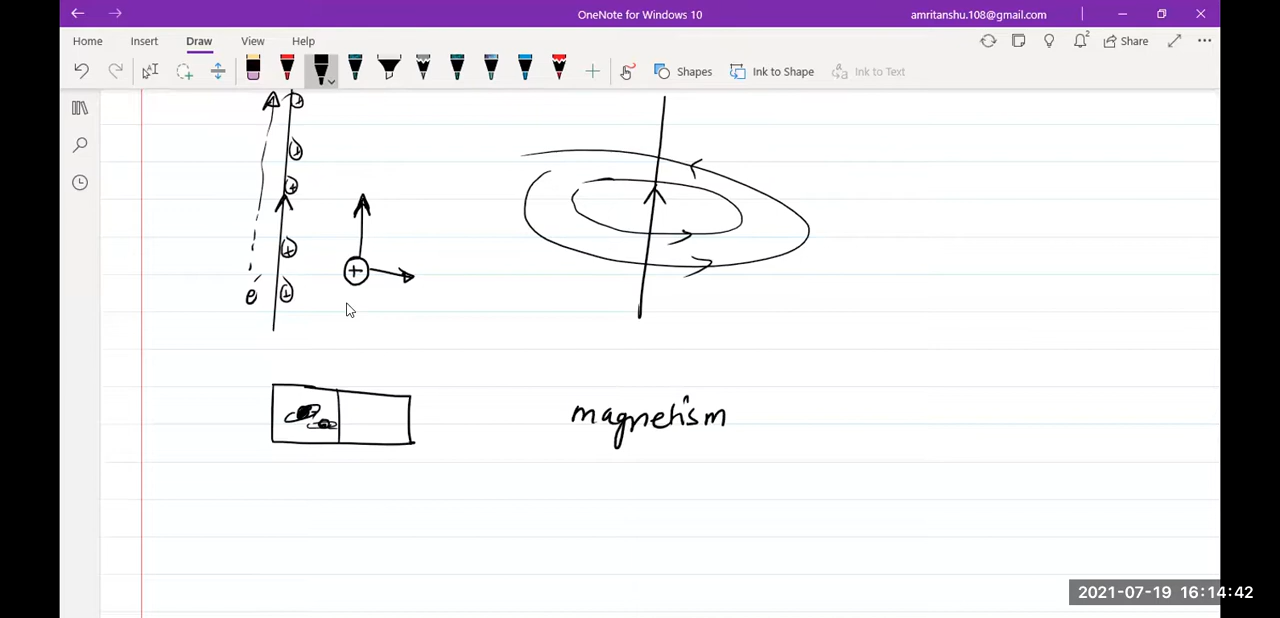 OneNote for Windows 10
amritanshu.108@gmail.com
Home Insert Draw View Help
2
Share
Shapes Ink to Shape Ink to Text
e⁻
magnetism
2021-07-19 16:14:42